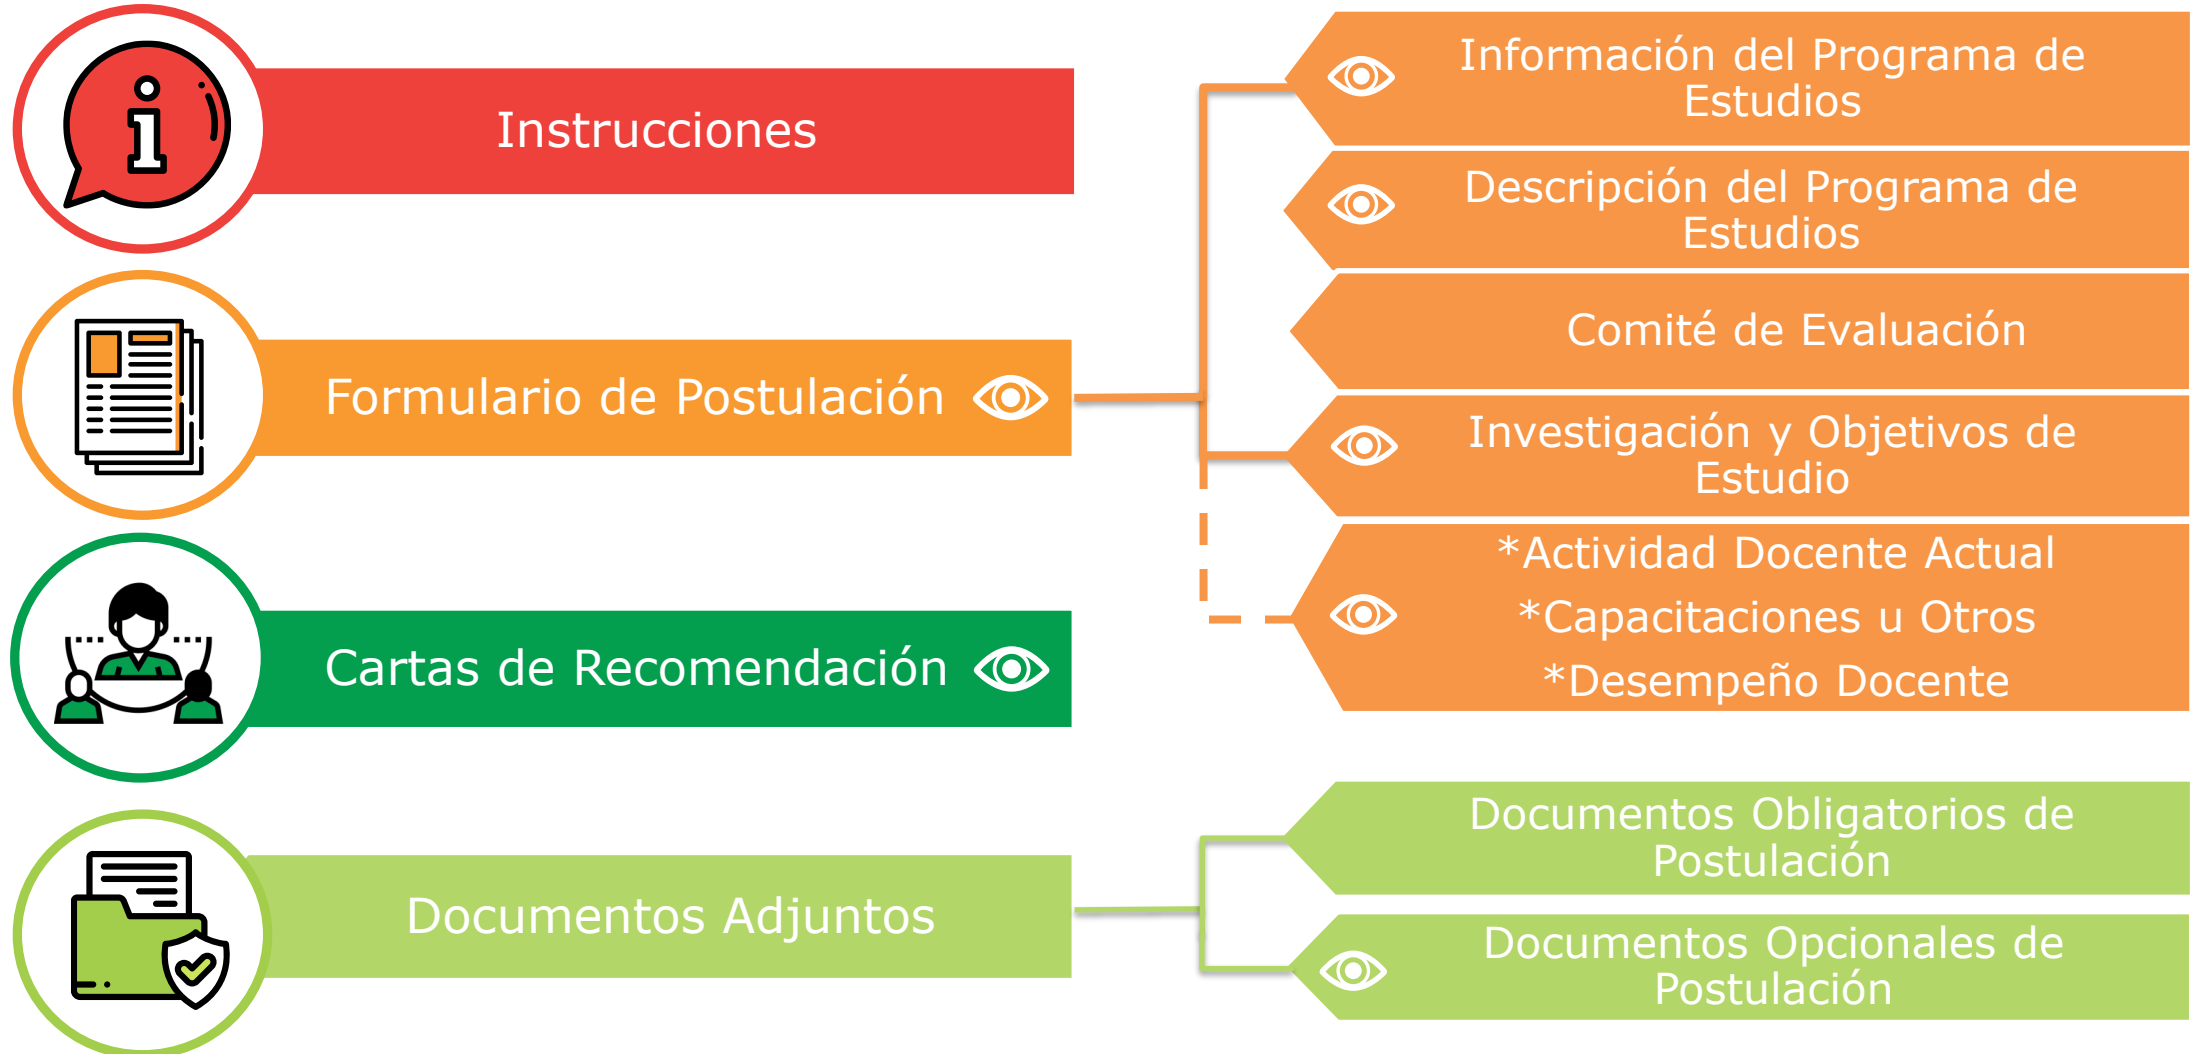 Instrucciones
Formulario de Postulación
Cartas de Recomendación
Documentos Adjuntos
Información del Programa de
Estudios
Descripción del Programa de
Estudios
Comité de Evaluación
Investigación y Objetivos de
Estudio
*Actividad Docente Actual
*Capacitaciones u Otros
*Desempeño Docente
Documentos Obligatorios de
Postulación
Documentos Opcionales de
Postulación